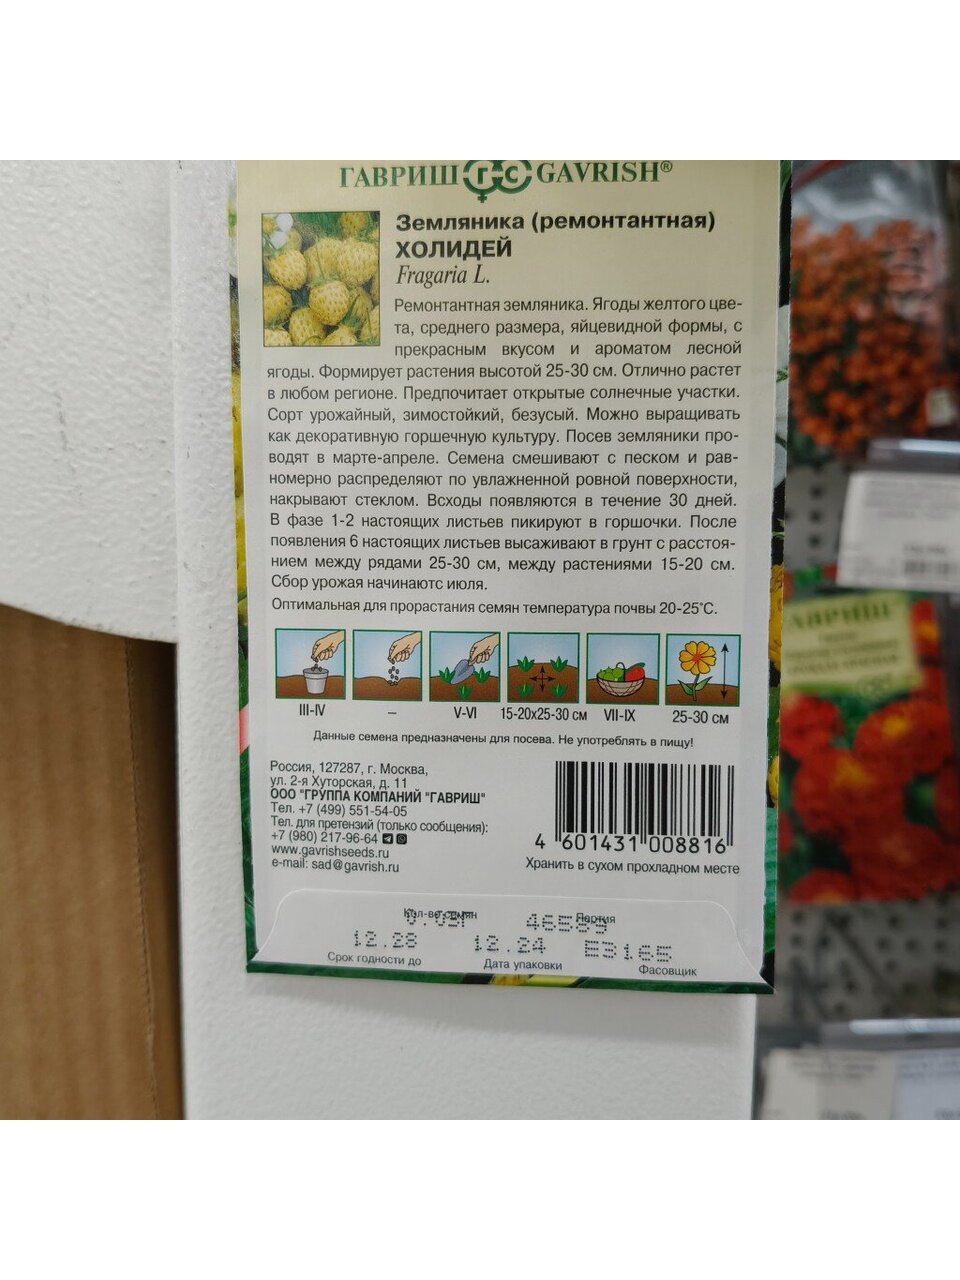 ГАВРИШ ГС GAVRISH®
Земляника (ремонтантная)
ХОЛИДЕЙ
Fragaria L.
Ремонтантная земляника. Ягоды желтого цве-
та, среднего размера, яйцевидной формы, с
прекрасным вкусом и ароматом лесной
ягоды. Формирует растения высотой 25-30 см. Отлично растет
в любом регионе. Предпочитает открытые солнечные участки.
Сорт урожайный, зимостойкий, безусый. Можно выращивать
как декоративную горшечную культуру. Посев земляники про-
водят в марте-апреле. Семена смешивают с песком и рав-
номерно распределяют по увлажненной ровной поверхности,
накрывают стеклом. Всходы появляются в течение 30 дней.
В фазе 1-2 настоящих листьев пикируют в горшочки. После
появления 6 настоящих листьев высаживают в грунт с расстоя-
нием между рядами 25-30 см, между растениями 15-20 см.
Сбор урожая начинаютс июля.
Оптимальная для прорастания семян температура почвы 20-25°С.
III-IV – V-VI 15-20х25-30 см VII-IX 25-30 см
Данные семена предназначены для посева. Не употреблять в пищу!
Россия, 127287, г. Москва,
ул. 2-я Хуторская, д. 11
ООО "ГРУППА КОМПАНИЙ "ГАВРИШ"
Тел. +7 (499) 551-54-05
Тел. для претензий (только сообщения):
+7 (980) 217-96-64
www.gavrishseeds.ru
e-mail: sad@gavrish.ru
4 601431 008816
Хранить в сухом прохладном месте
Кол-во семян Партия
46589
12.28 12.24 E3165
Срок годности до Дата упаковки Фасовщик
ГАВРИШ